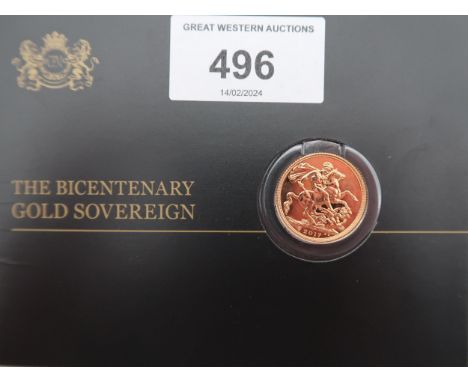 GREAT WESTERN AUCTIONS
496
14/02/2024
THE BICENTENARY
GOLD SOVEREIGN
2017